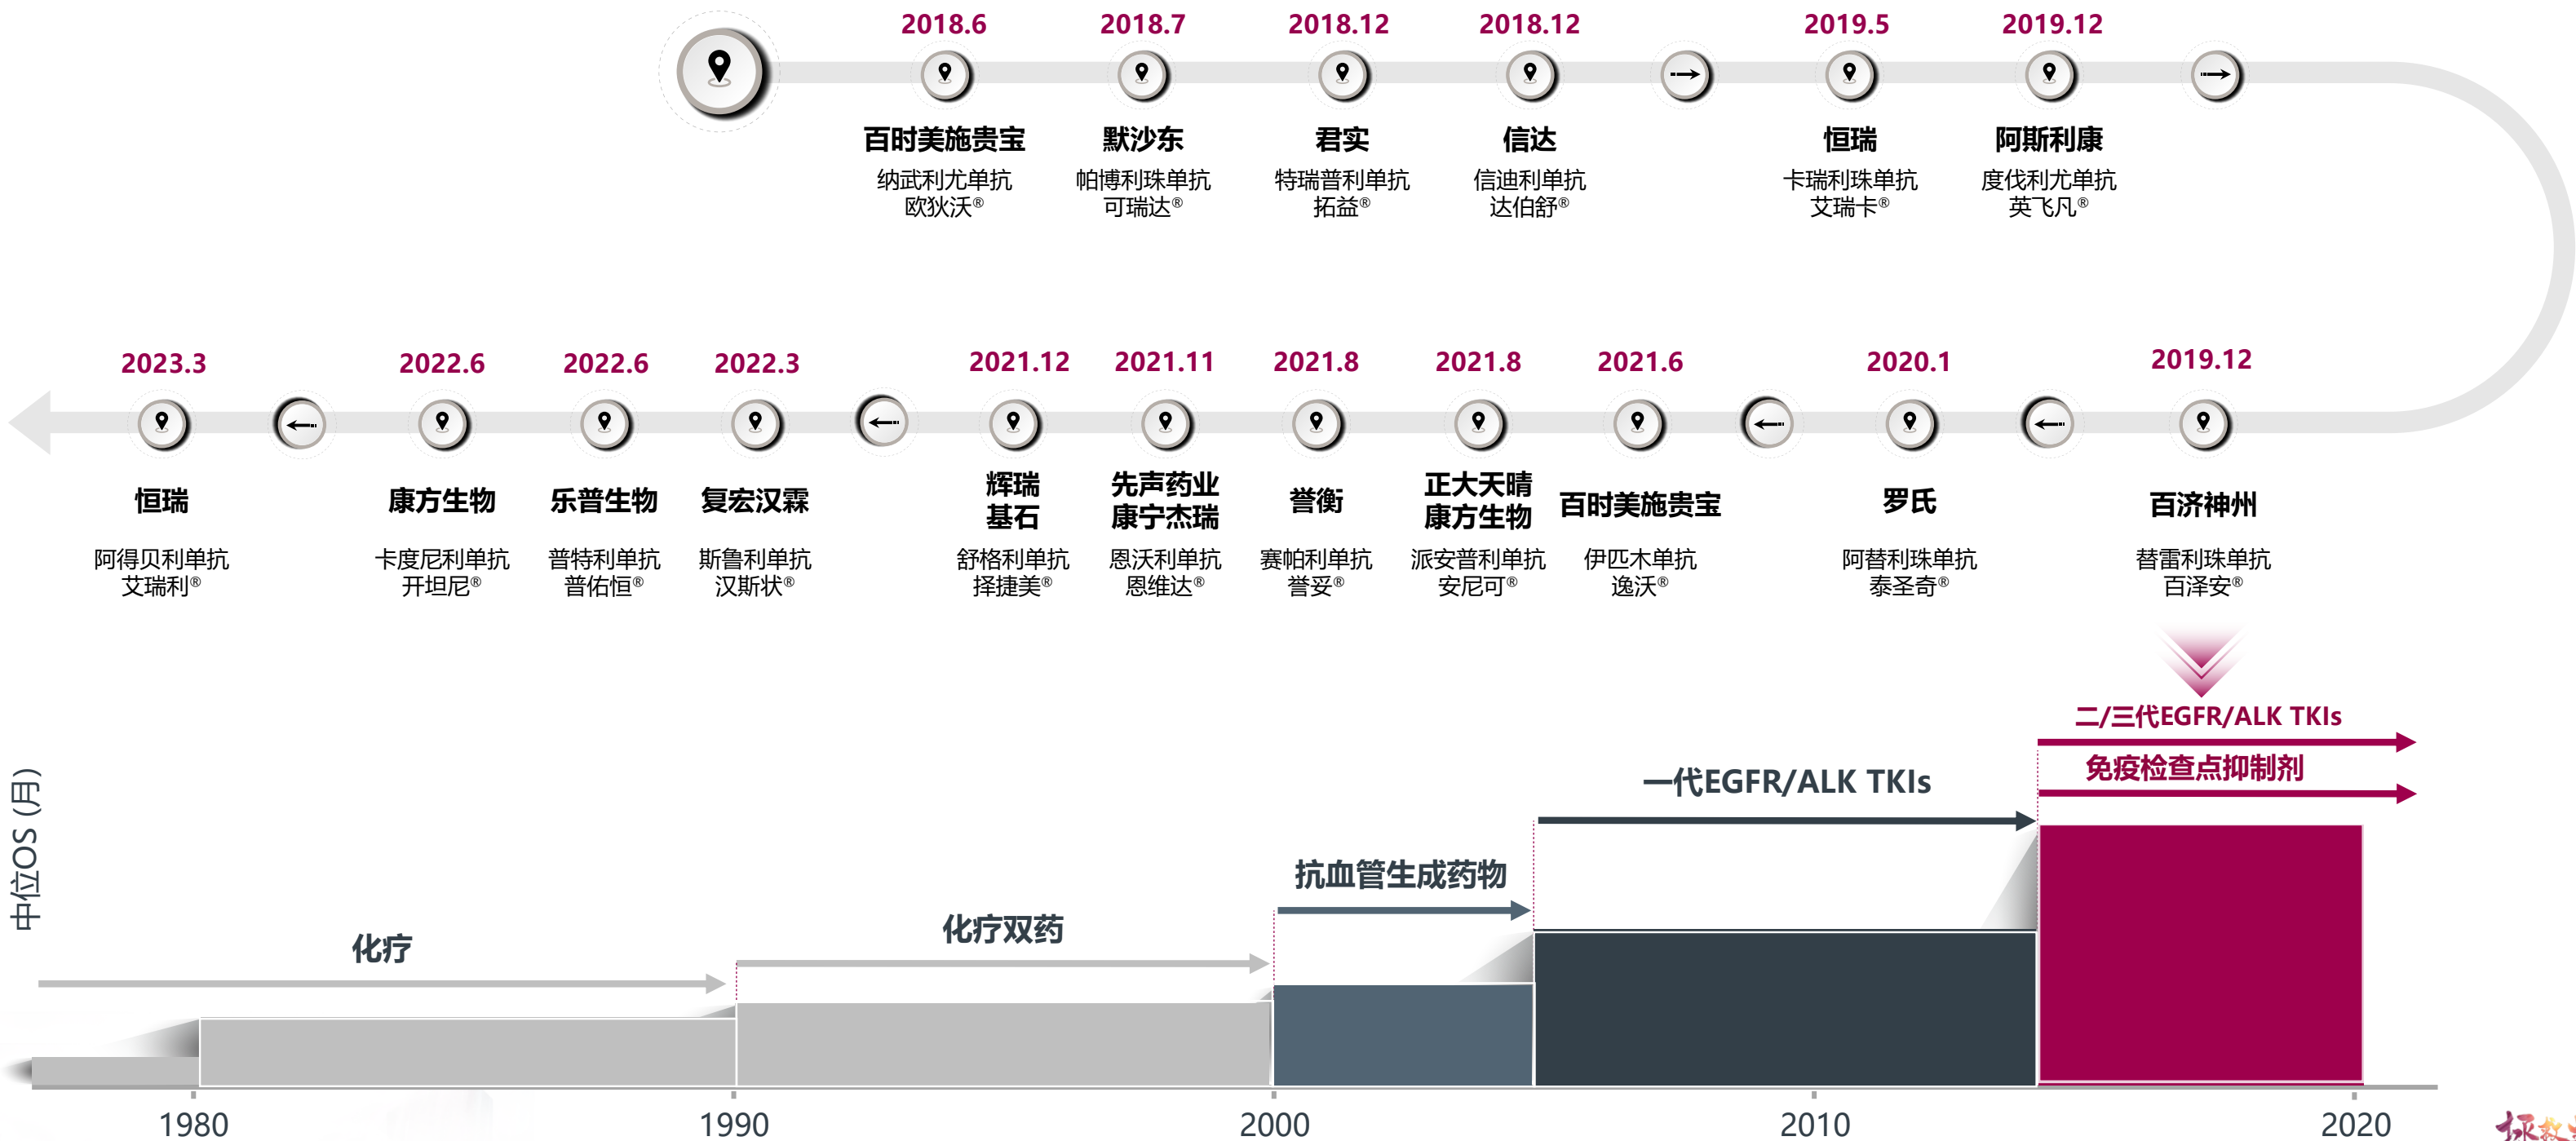 2018.6
百时美施贵宝
纳武利尤单抗
欧狄沃®
2018.7
默沙东
帕博利珠单抗
可瑞达®
2018.12
君实
特瑞普利单抗
拓益®
2018.12
信达
信迪利单抗
达伯舒®
2019.5
恒瑞
卡瑞利珠单抗
艾瑞卡®
2019.12
阿斯利康
度伐利尤单抗
英飞凡®
2023.3
恒瑞
阿得贝利单抗
艾瑞利®
2022.6
康方生物
卡度尼利单抗
开坦尼®
2022.6
乐普生物
普特利单抗
普佑恒®
2022.3
复宏汉霖
斯鲁利单抗
汉斯状®
2021.12
辉瑞
基石
舒格利单抗
择捷美®
2021.11
先声药业
康宁杰瑞
恩沃利单抗
恩维达®
2021.8
誉衡
赛帕利单抗
誉妥®
2021.8
正大天晴
康方生物
派安普利单抗
安尼可®
2021.6
百时美施贵宝
伊匹木单抗
逸沃®
2020.1
罗氏
阿替利珠单抗
泰圣奇®
2019.12
百济神州
替雷利珠单抗
百泽安®
中位OS (月)
化疗
化疗双药
抗血管生成药物
一代EGFR/ALK TKIs
二/三代EGFR/ALK TKIs
免疫检查点抑制剂
1980
1990
2000
2010
2020